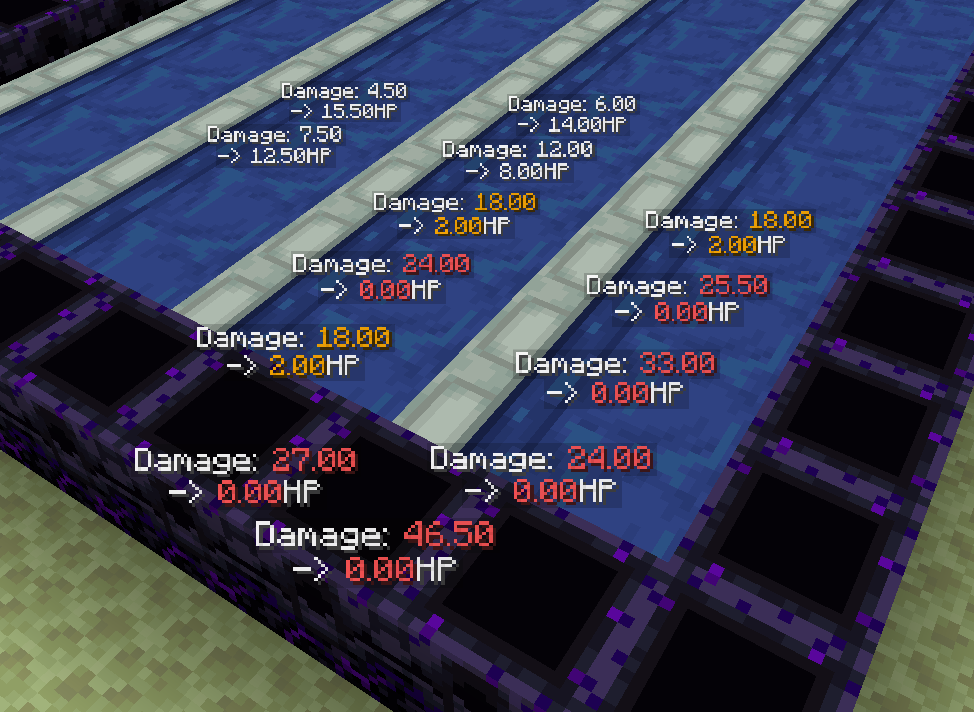 Damage: 4.50
-> 15.50HP
Damage: 6.00
-> 14.00HP
Damage: 7.50
-> 12.50HP
Damage: 12.00
-> 8.00HP
Damage: 18.00
-> 2.00HP
Damage: 18.00
-> 2.00HP
Damage: 24.00
-> 0.00HP
Damage: 25.50
-> 0.00HP
Damage: 18.00
-> 2.00HP
Damage: 33.00
-> 0.00HP
Damage: 27.00
-> 0.00HP
Damage: 24.00
-> 0.00HP
Damage: 46.50
-> 0.00HP